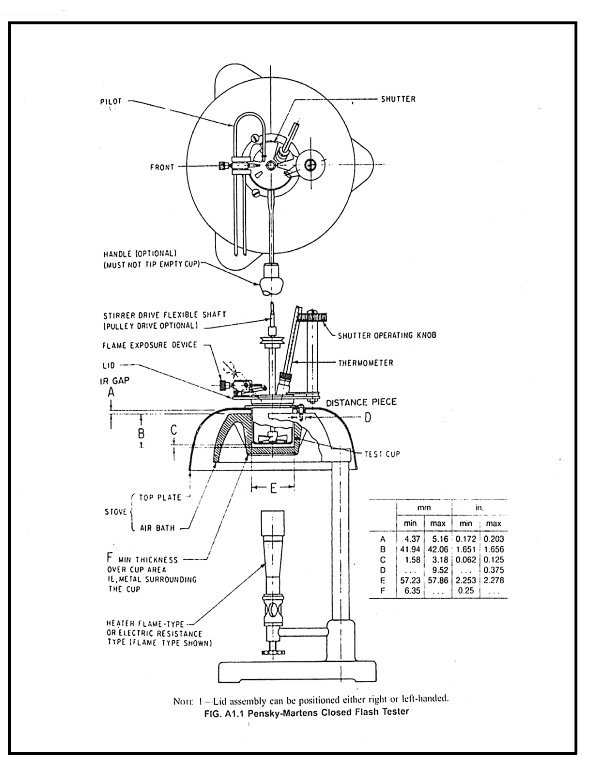 PILOT
SHUTTER
FRONT
HANDLE (OPTIONAL)
(MUST NOT TIP EMPTY CUP)
STIRRER DRIVE FLEXIBLE SHAFT
(PULLEY DRIVE OPTIONAL)
SHUTTER OPERATING KNOB
FLAME EXPOSURE DEVICE
THERMOMETER
LID
IR GAP
A
DISTANCE PIECE
D
B
C
TEST CUP
E
STOVE
TOP PLATE
AIR BATH
F MIN THICKNESS
OVER CUP AREA
IE, METAL SURROUNDING
THE CUP
HEATER FLAME-TYPE
OR ELECTRIC RESISTANCE
TYPE (FLAME TYPE SHOWN)
mm in.
min max min max
A 4.37 5.16 0.172 0.203
B 41.94 42.06 1.651 1.656
C 1.58 3.18 0.062 0.125
D ... 9.52 ... 0.375
E 57.23 57.86 2.253 2.278
F 6.35 ... 0.25 ...
NOTE 1—Lid assembly can be positioned either right or left-handed.
FIG. A1.1 Pensky-Martens Closed Flash Tester